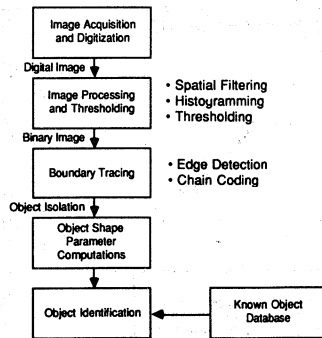 Image Acquisition
and Digitization
Digital Image
Image Processing
and Thresholding
• Spatial Filtering
• Histogramming
• Thresholding
Binary Image
Boundary Tracing
• Edge Detection
• Chain Coding
Object Isolation
Object Shape
Parameter
Computations
Object Identification
Known Object
Database